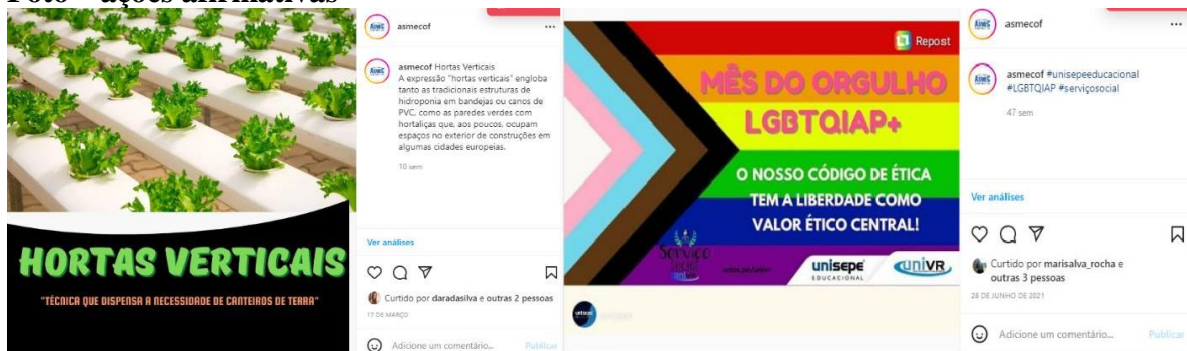 Foto – ações afirmativas
HORTAS VERTICAIS
"TÉCNICA QUE DISPENSA A NECESSIDADE DE CANTEIROS DE TERRA"
asmecof
asmecof Hortas Verticais
A expressão "hortas verticais" engloba
tanto as tradicionais estruturas de
hidroponia em bandejas ou canos de
PVC, como as paredes verdes com
hortaliças que, aos poucos, ocupam
espaços no exterior de construções em
algumas cidades europeias.
10 sem
Ver análises
Curtido por daradasilva e outras 2 pessoas
17 DE MARÇO
Adicione um comentário...
Publicar
Repost
MÊS DO ORGULHO
LGBTQIAP+
O NOSSO CÓDIGO DE ÉTICA
TEM A LIBERDADE COMO
VALOR ÉTICO CENTRAL!
Serviço
Social
unisepe
EDUCACIONAL
UNIVR
asmecof
asmecof #unisepeeducacional
#LGBTQIAP #serviçosocial
47 sem
Ver análises
Curtido por marisalva_rocha e
outras 3 pessoas
28 DE JUNHO DE 2021
Adicione um comentário...
Publicar